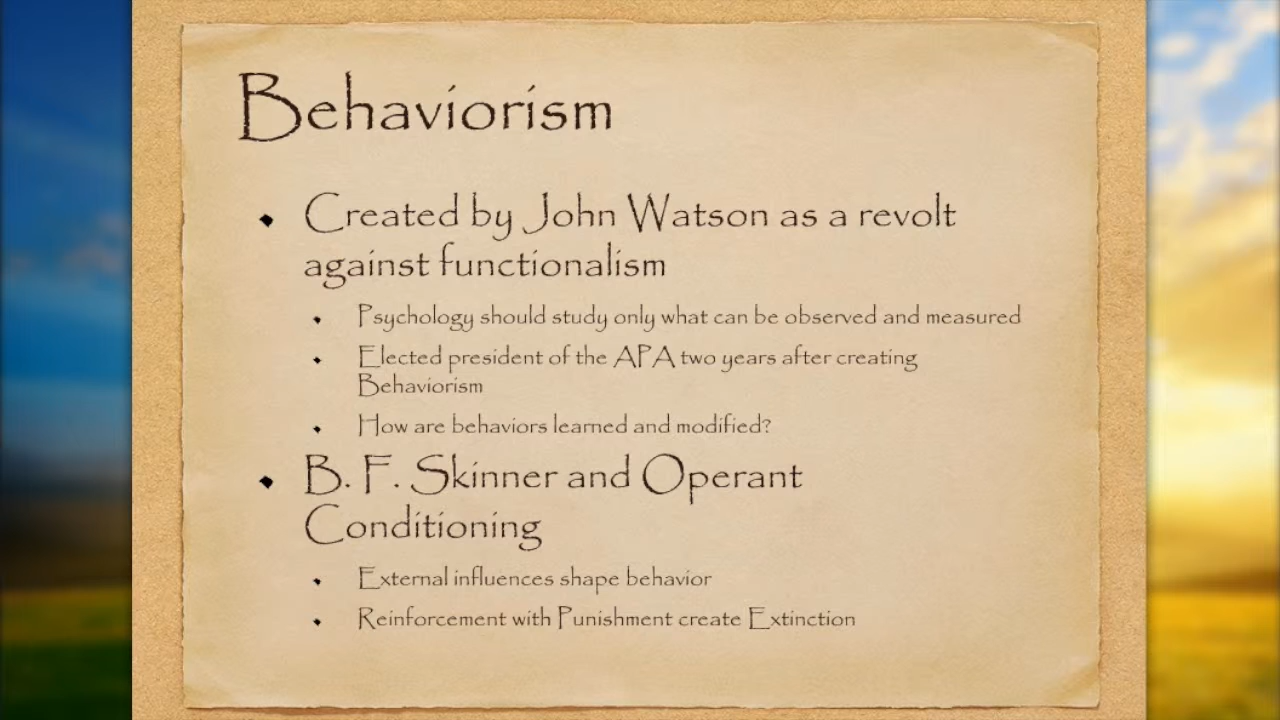 Behaviorism
Created by John Watson as a revolt
against functionalism
Psychology should study only what can be observed and measured
Elected president of the APA two years after creating
Behaviorism
How are behaviors learned and modified?
B. F. Skinner and Operant
Conditioning
External influences shape behavior
Reinforcement with Punishment create Extinction